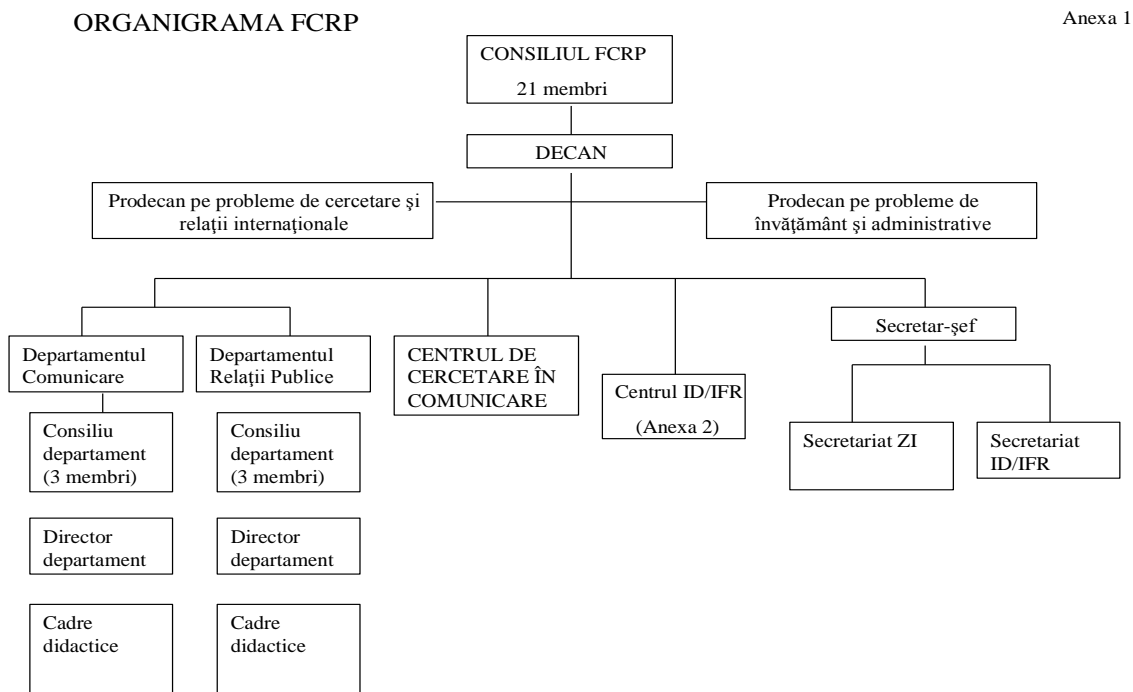 ORGANIGRAMA FCRP
Anexa 1
CONSILIUL FCRP
21 membri
DECAN
Prodecan pe probleme de cercetare şi
relaţii internaţionale
Prodecan pe probleme de
învăţământ şi administrative
Departamentul
Comunicare
Departamentul
Relaţii Publice
CENTRUL DE
CERCETARE ÎN
COMUNICARE
Centrul ID/IFR
(Anexa 2)
Secretar-şef
Secretariat ZI
Secretariat
ID/IFR
Consiliu
departament
(3 membri)
Consiliu
departament
(3 membri)
Director
departament
Director
departament
Cadre
didactice
Cadre
didactice